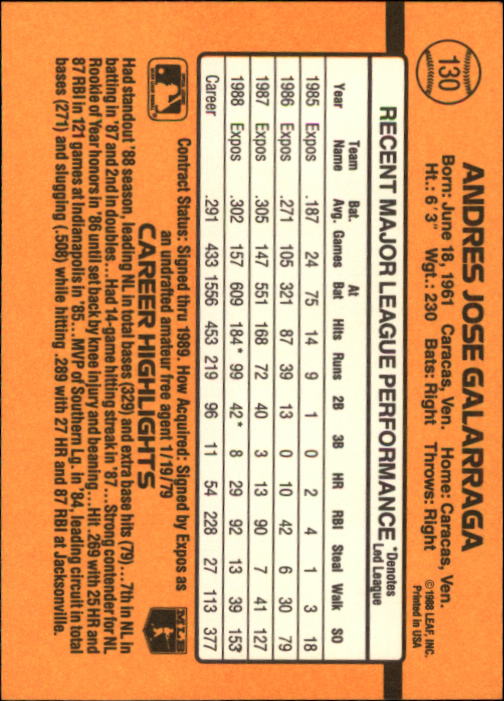 130
ANDRES JOSE GALARRAGA
Born: June 18, 1961 Caracas, Ven. Home: Caracas, Ven.
Ht.: 6' 3" Wgt.: 230 Bats: Right Throws: Right
©1988 LEAF, INC.
Printed in USA
RECENT MAJOR LEAGUE PERFORMANCE *Denotes Led League
Year Team Name Bat. Avg. Games At Bat Hits Runs 2B 3B HR RBI Steal Walk SO
1985 Expos .187 24 75 14 9 1 0 2 4 1 3 18
1986 Expos .271 105 321 87 39 13 0 10 42 6 30 79
1987 Expos .305 147 551 168 72 40 3 13 90 7 41 127
1988 Expos .302 157 609 184* 99 42* 8 29 92 13 39 153
Career .291 433 1556 453 219 96 11 54 228 27 113 377
Contract Status: Signed thru 1989. How Acquired: Signed by Expos as
an undrafted amateur free agent 1/19/79
MLB
CAREER HIGHLIGHTS
Had standout '88 season, leading NL in total bases (329) and extra base hits (79)...7th in NL in
batting in '87 and 2nd in doubles...Had 14-game hitting streak in '87...Strong contender for NL
Rookie of Year honors in '86 until set back by knee injury and beaning...Hit .269 with 25 HR and
87 RBI in 121 games at Indianapolis in '85...MVP of Southern Lg. in '84, leading circuit in total
bases (271) and slugging (.508) while hitting .289 with 27 HR and 87 RBI at Jacksonville.